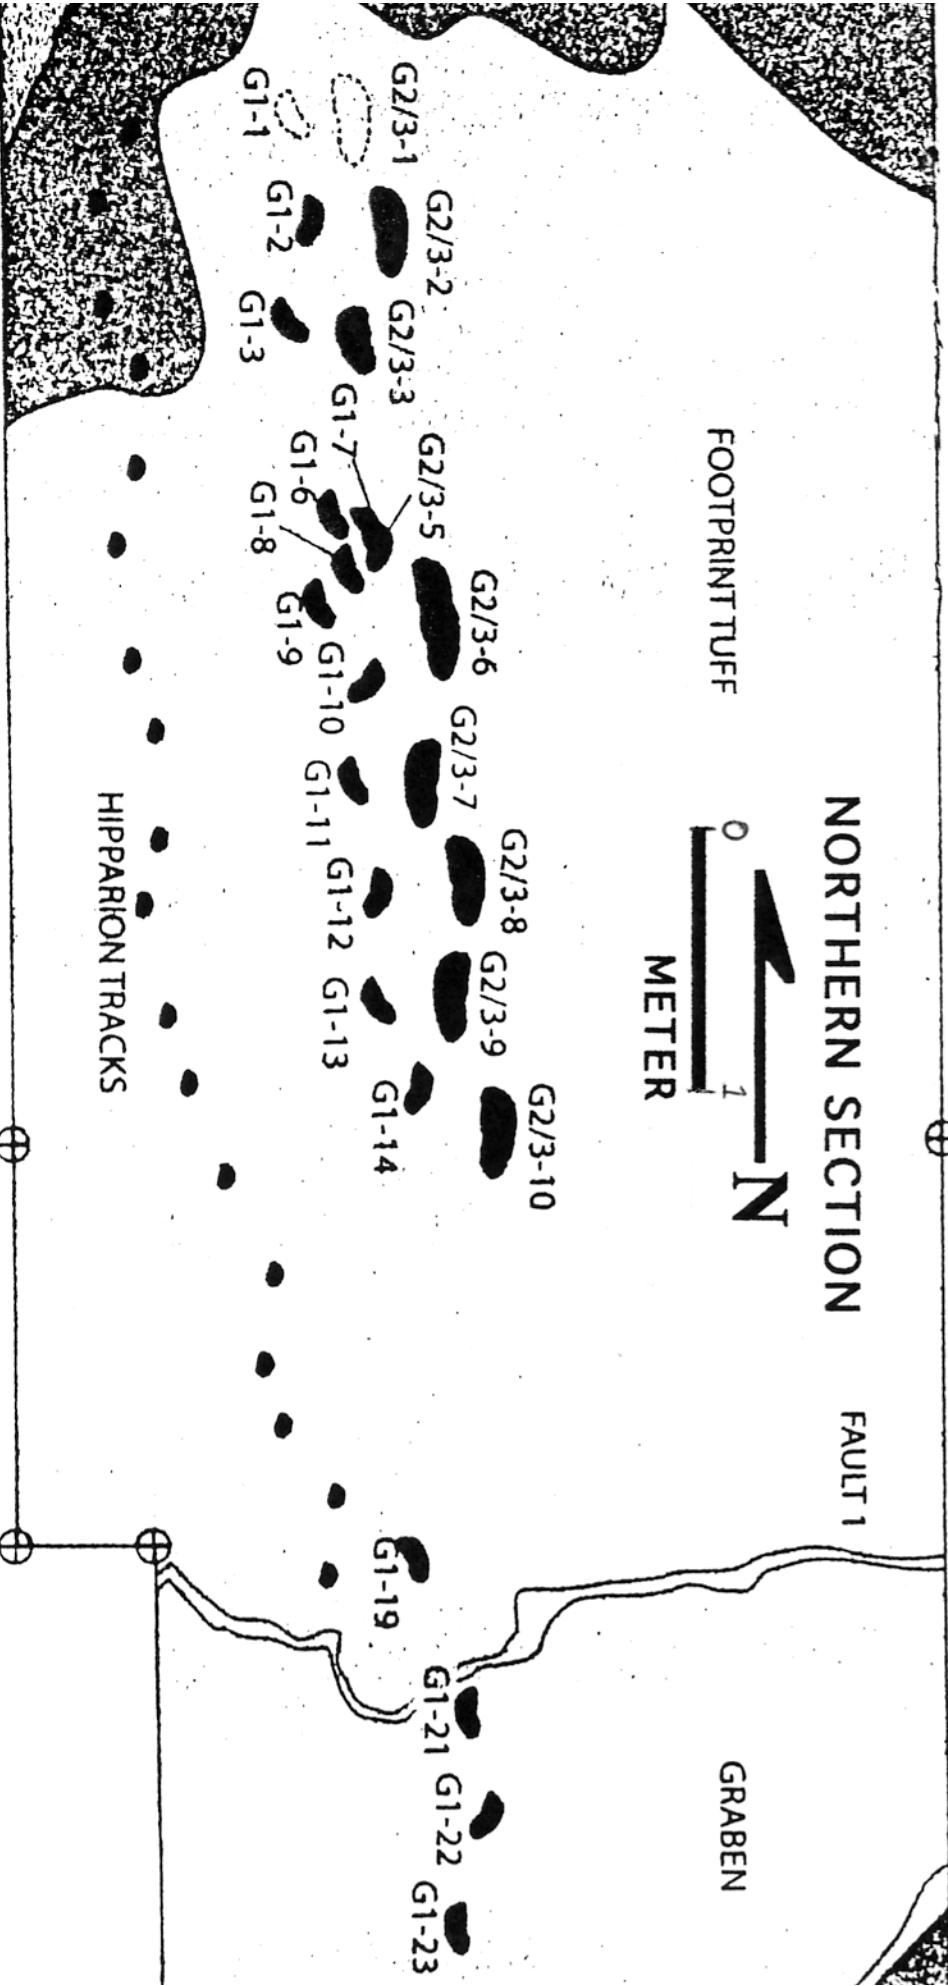 NORTHERN SECTION
N
0 1
METER
FAULT 1
FOOTPRINT TUFF
GRABEN
G2/3-1
G2/3-2
G2/3-3
G2/3-5
G2/3-6
G2/3-7
G2/3-8
G2/3-9
G2/3-10
G1-1
G1-2
G1-3
G1-7
G1-6
G1-8
G1-9
G1-10
G1-11
G1-12
G1-13
G1-14
G1-19
G1-21
G1-22
G1-23
HIPPARION TRACKS